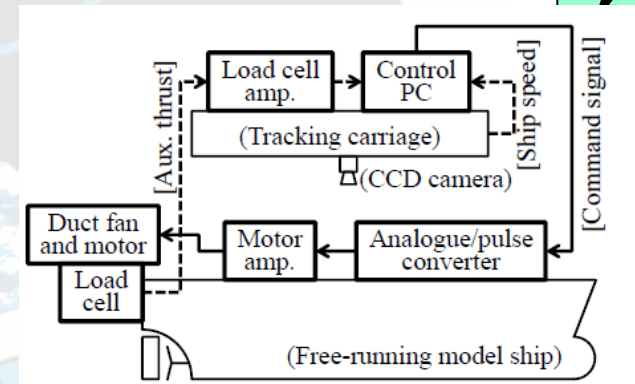 Load cell
amp.
Control
PC
(Tracking carriage)
(CCD camera)
[Aux. thrust]
[Ship speed]
[Command signal]
Duct fan
and motor
Load
cell
Motor
amp.
Analogue/pulse
converter
(Free-running model ship)